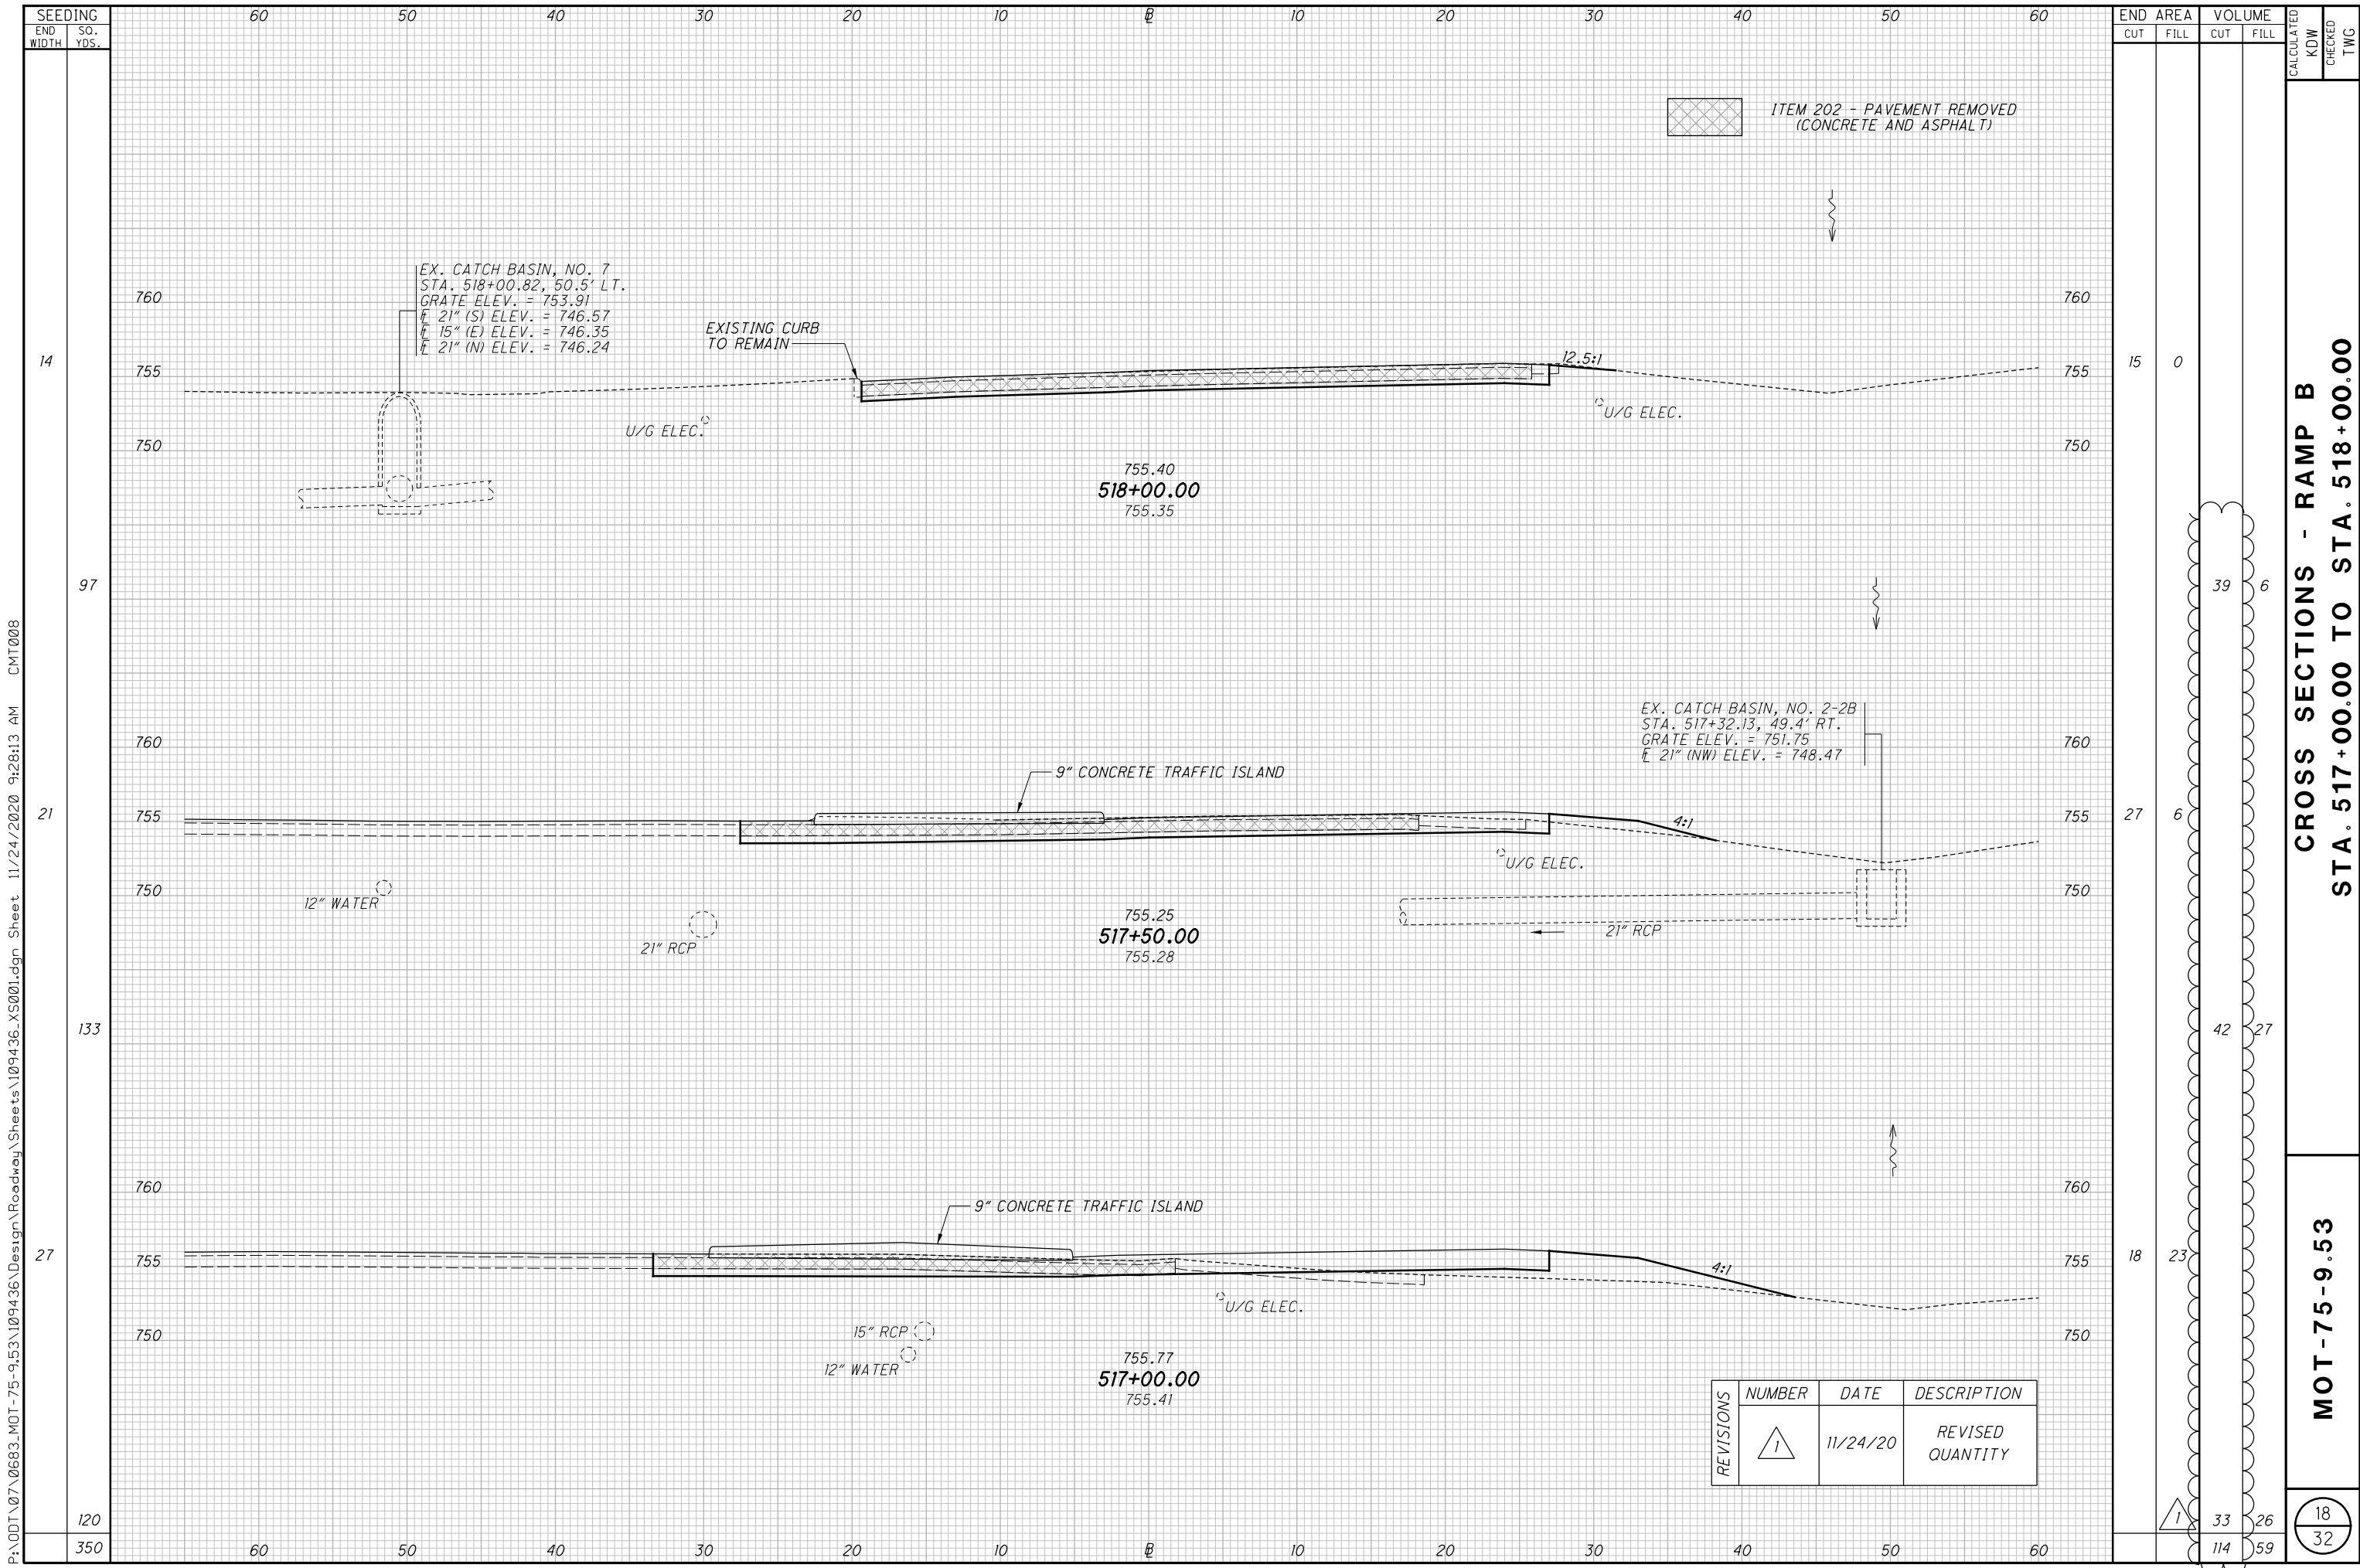 SEEDING
END WIDTH
SQ. YDS.
60 50 40 30 20 10 ₧ 10 20 30 40 50 60
END AREA
VOLUME
CUT FILL CUT FILL
CALCULATED
KDW
CHECKED
TWG
ITEM 202 - PAVEMENT REMOVED
(CONCRETE AND ASPHALT)
EX. CATCH BASIN, NO. 7
STA. 518+00.82, 50.5' LT.
GRATE ELEV. = 753.91
21" (S) ELEV. = 746.57
15" (E) ELEV. = 746.35
21" (N) ELEV. = 746.24
EXISTING CURB
TO REMAIN
760 760
12.5:1
14 755 755 15 0
U/G ELEC.
U/G ELEC.
750 750
755.40
518+00.00
755.35
97 39 6
EX. CATCH BASIN, NO. 2-2B
STA. 517+32.13, 49.4' RT.
GRATE ELEV. = 751.75
21" (NW) ELEV. = 748.47
760 760
9" CONCRETE TRAFFIC ISLAND
21 755 755 27 6
4:1
U/G ELEC.
750 750
12" WATER
21" RCP
21" RCP
755.25
517+50.00
755.28
133 42 27
760 760
9" CONCRETE TRAFFIC ISLAND
27 755 755 18 23
4:1
U/G ELEC.
15" RCP
750 750
12" WATER
755.77
517+00.00
755.41
REVISIONS
NUMBER DATE DESCRIPTION
1 11/24/20 REVISED
QUANTITY
120 1 33 26
350 114 59
60 50 40 30 20 10 10 20 30 40 50 60
CROSS SECTIONS - RAMP B
STA. 517+00.00 TO STA. 518+00.00
MOT-75-9.53
18
32
P:\ODT\07\0683_MOT-75-9.53\109436\Design\Roadway\Sheets\109436_XS001.dgn Sheet 11/24/2020 9:28:13 AM CMT008